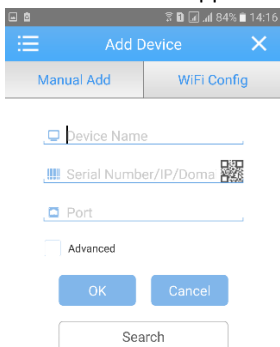 84% 14:16
Add Device
Manual Add WiFi Config
Device Name
Serial Number/IP/Doma
Port
Advanced
OK Cancel
Search